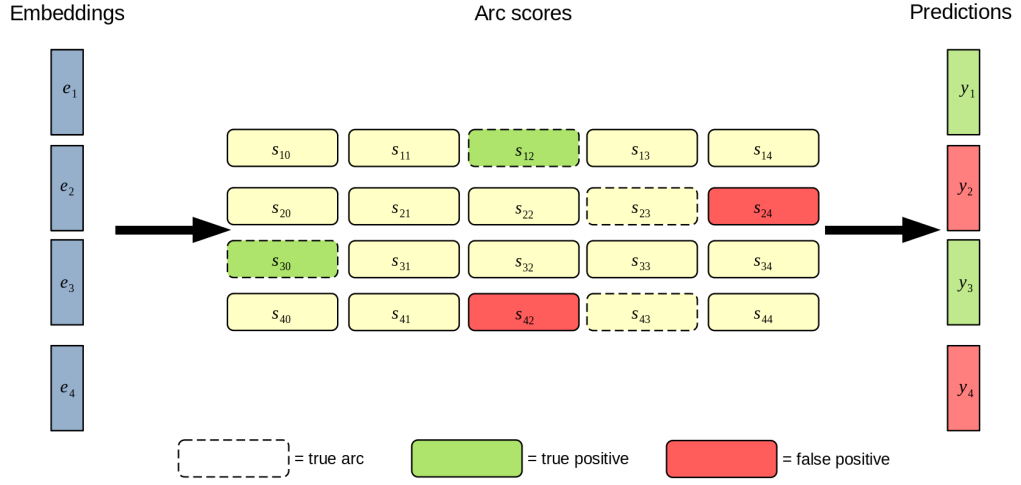 Embeddings Arc scores Predictions
e1 y1
s10 s11 s12 s13 s14
e2 y2
s20 s21 s22 s23 s24
s30 s31 s32 s33 s34
e3 y3
s40 s41 s42 s43 s44
e4 y4
= true arc = true positive = false positive